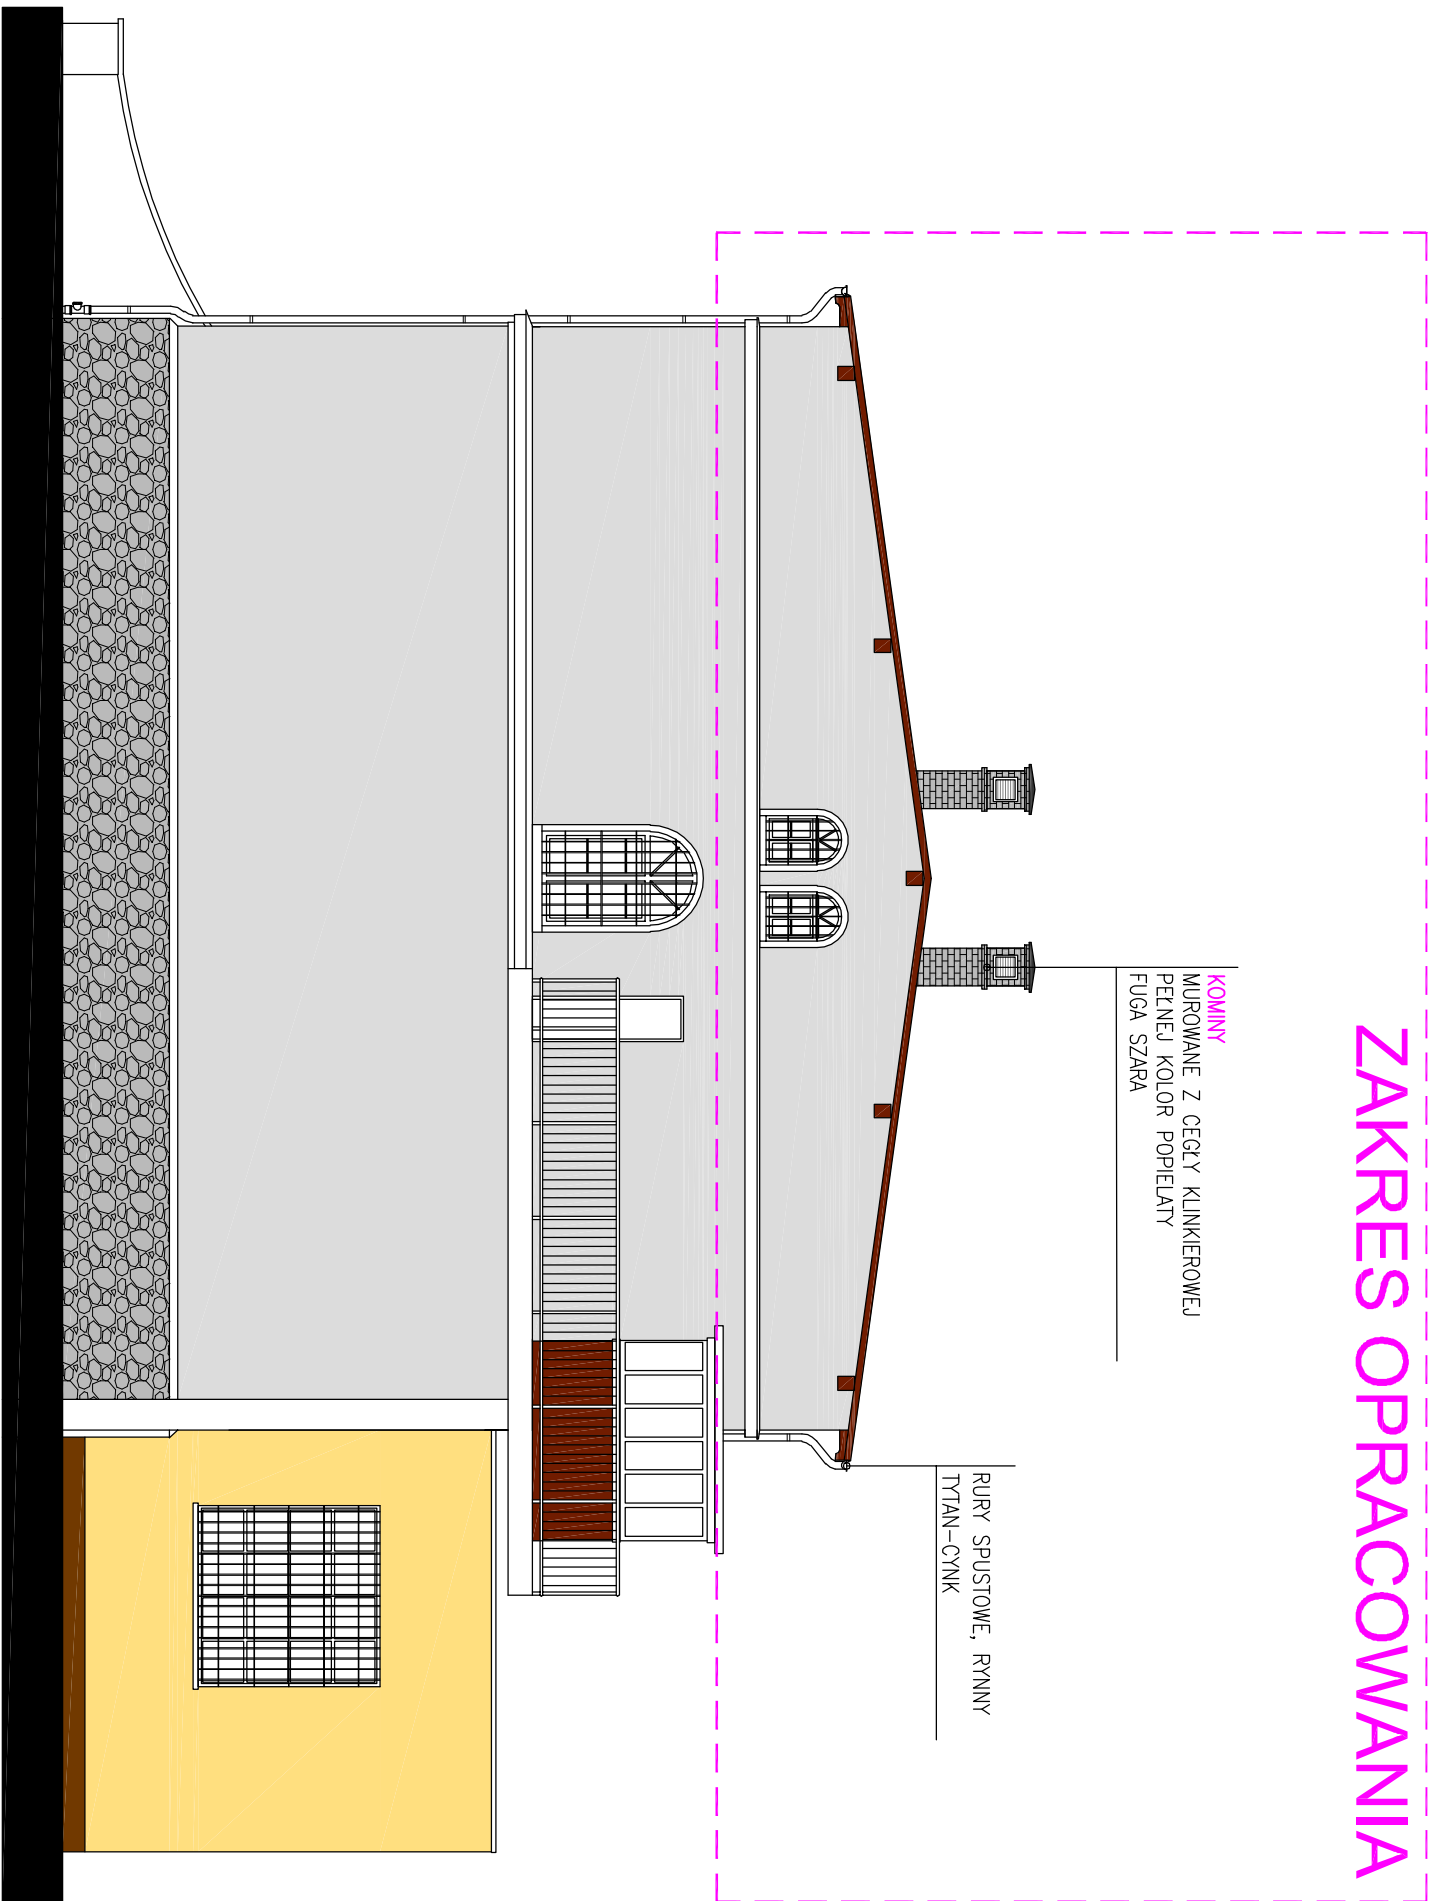 ZAKRES OPRACOWANIA
KOMINY
MUROWANE Z CEGŁY KLINKIEROWEJ
PEŁNEJ KOLOR POPIELATY
FUGA SZARA
RURY SPUSTOWE, RYNNY
TYTAN-CYNK